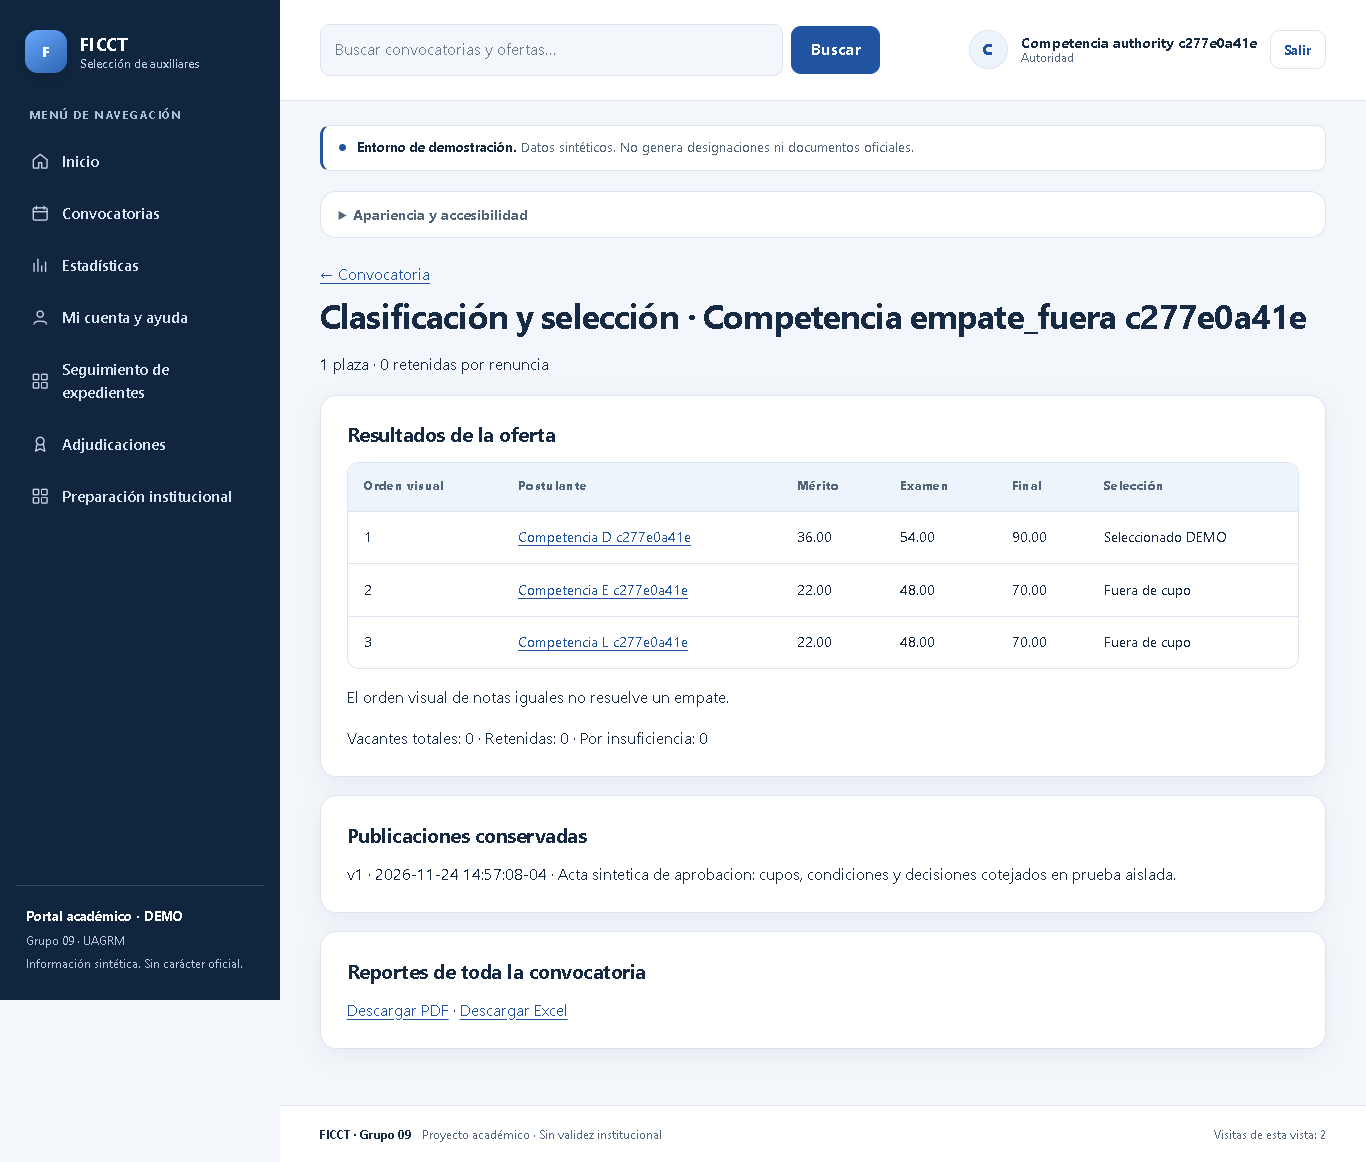 F
FICCT
Selección de auxiliares
MENÚ DE NAVEGACIÓN
Inicio
Convocatorias
Estadísticas
Mi cuenta y ayuda
Seguimiento de
expedientes
Adjudicaciones
Preparación institucional
Portal académico · DEMO
Grupo 09 · UAGRM
Información sintética. Sin carácter oficial.
Buscar convocatorias y ofertas...
Buscar
C
Competencia authority c277e0a41e
Autoridad
Salir
Entorno de demostración. Datos sintéticos. No genera designaciones ni documentos oficiales.
Apariencia y accesibilidad
← Convocatoria
Clasificación y selección · Competencia empate_fuera c277e0a41e
1 plaza · 0 retenidas por renuncia
Resultados de la oferta
Orden visual Postulante Mérito Examen Final Selección
1 Competencia D c277e0a41e 36.00 54.00 90.00 Seleccionado DEMO
2 Competencia E c277e0a41e 22.00 48.00 70.00 Fuera de cupo
3 Competencia L c277e0a41e 22.00 48.00 70.00 Fuera de cupo
El orden visual de notas iguales no resuelve un empate.
Vacantes totales: 0 · Retenidas: 0 · Por insuficiencia: 0
Publicaciones conservadas
v1 · 2026-11-24 14:57:08-04 · Acta sintetica de aprobacion: cupos, condiciones y decisiones cotejados en prueba aislada.
Reportes de toda la convocatoria
Descargar PDF · Descargar Excel
FICCT · Grupo 09 Proyecto académico · Sin validez institucional
Visitas de esta vista: 2